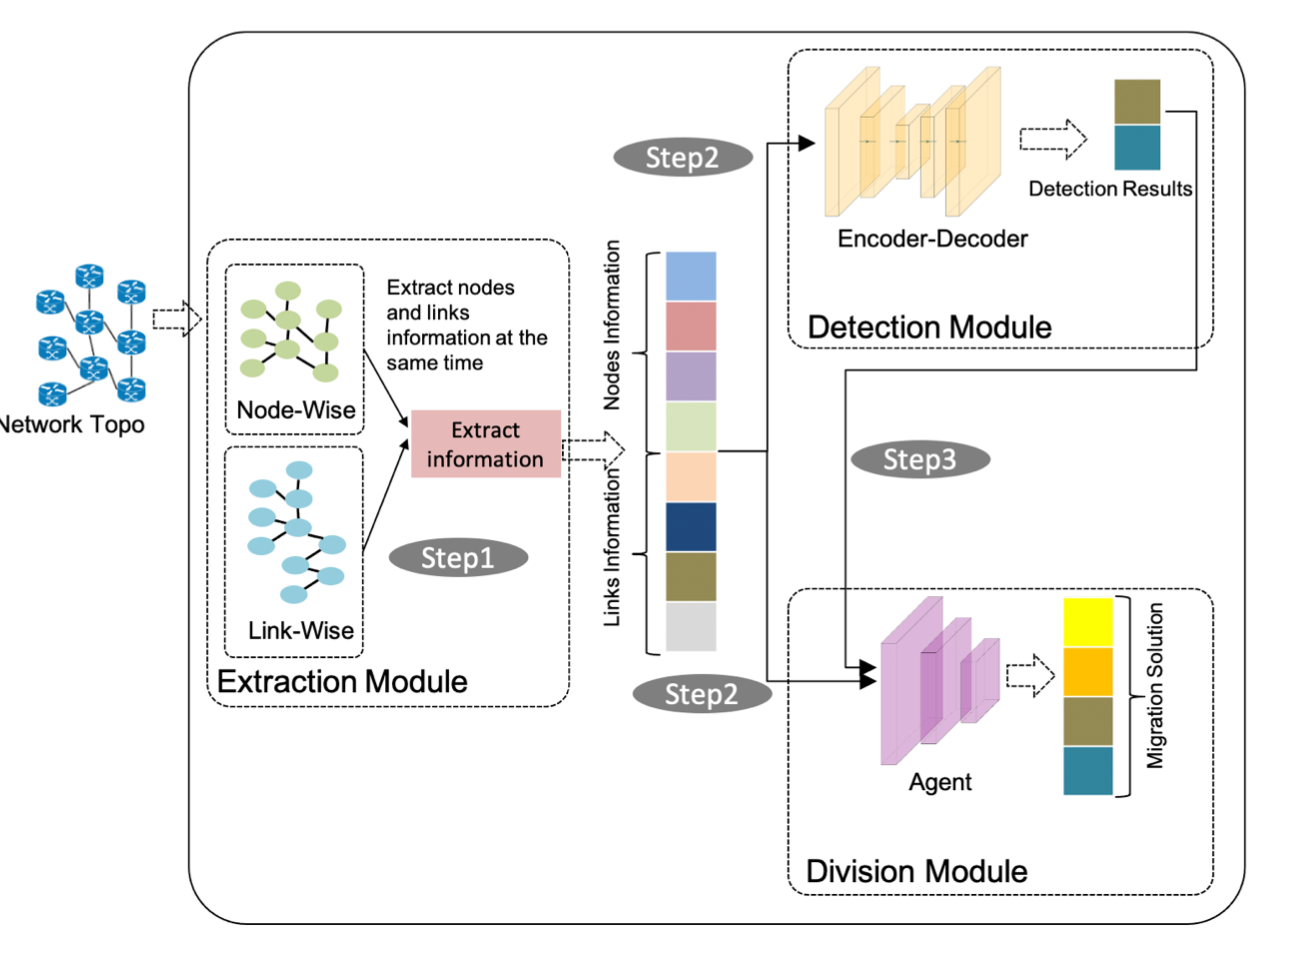 Network Topo
Node-Wise
Extract nodes
and links
information at the
same time
Extract
information
Link-Wise
Step1
Extraction Module
Nodes Information
Links Information
Step2
Step2
Encoder-Decoder
Detection Results
Detection Module
Step3
Agent
Migration Solution
Division Module